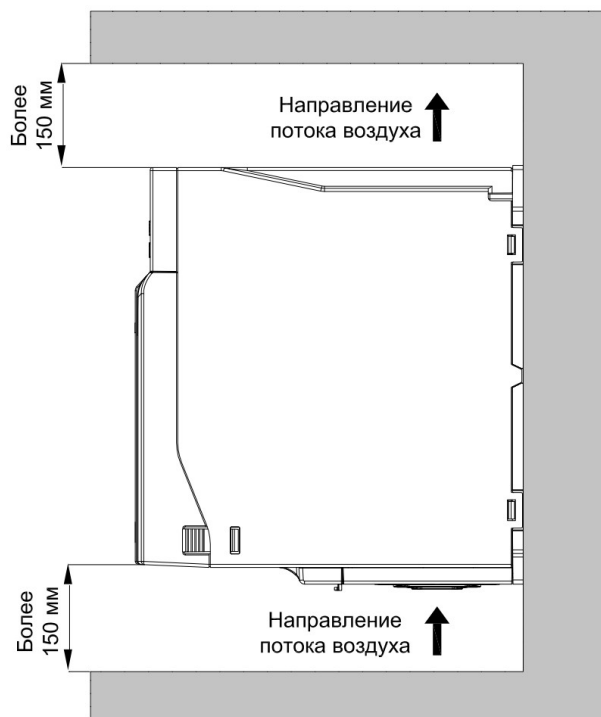 Более
150 мм
Направление
потока воздуха
Более
150 мм
Направление
потока воздуха